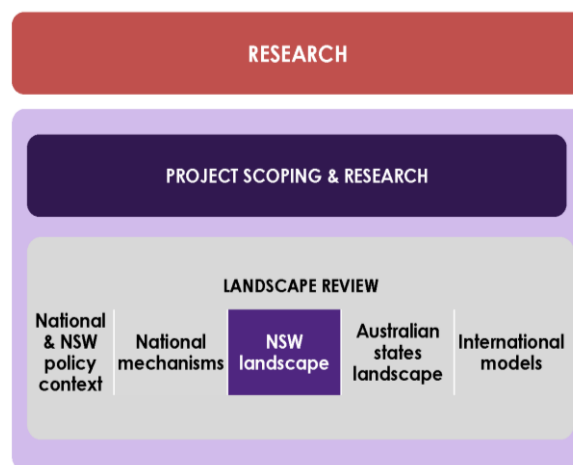 RESEARCH
PROJECT SCOPING & RESEARCH
LANDSCAPE REVIEW
National
& NSW
policy
context
National
mechanisms
NSW
landscape
Australian
states
landscape
International
models